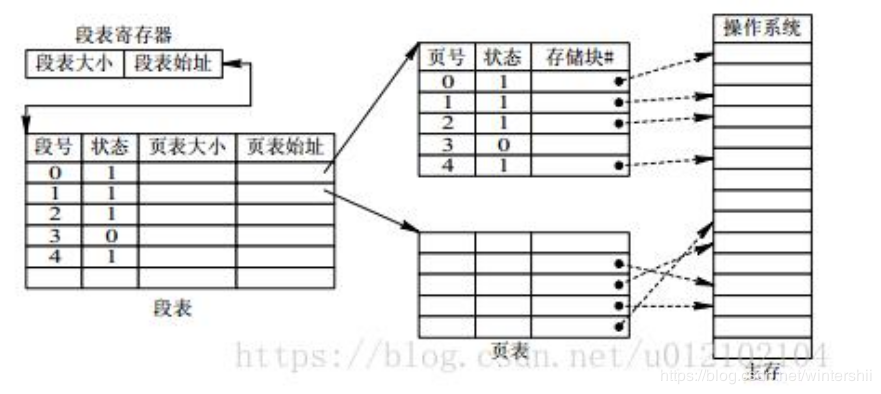 段表寄存器
段表大小 段表始址
段号 状态 页表大小 页表始址
0 1
1 1
2 1
3 0
4 1
段表
页号 状态 存储块#
0 1
1 1
2 1
3 0
4 1
页表
操作系统
主存
https://blog.csdn.net/u012102104
https://blog.csdn.net/wintershii